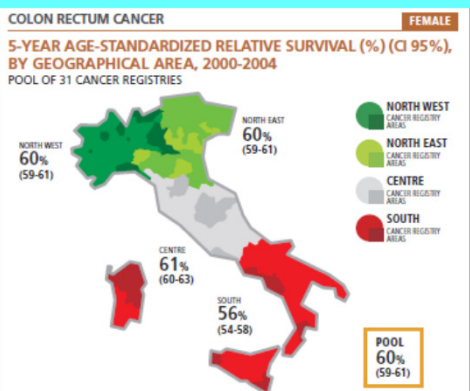 COLON RECTUM CANCER
FEMALE
5-YEAR AGE-STANDARDIZED RELATIVE SURVIVAL (%) (CI 95%),
BY GEOGRAPHICAL AREA, 2000-2004
POOL OF 31 CANCER REGISTRIES
NORTH WEST
60%
(59-61)
NORTH EAST
60%
(59-61)
CENTRE
61%
(60-63)
SOUTH
56%
(54-58)
NORTH WEST
CANCER REGISTRY
AREAS
NORTH EAST
CANCER REGISTRY
AREAS
CENTRE
CANCER REGISTRY
AREAS
SOUTH
CANCER REGISTRY
AREAS
POOL
60%
(59-61)